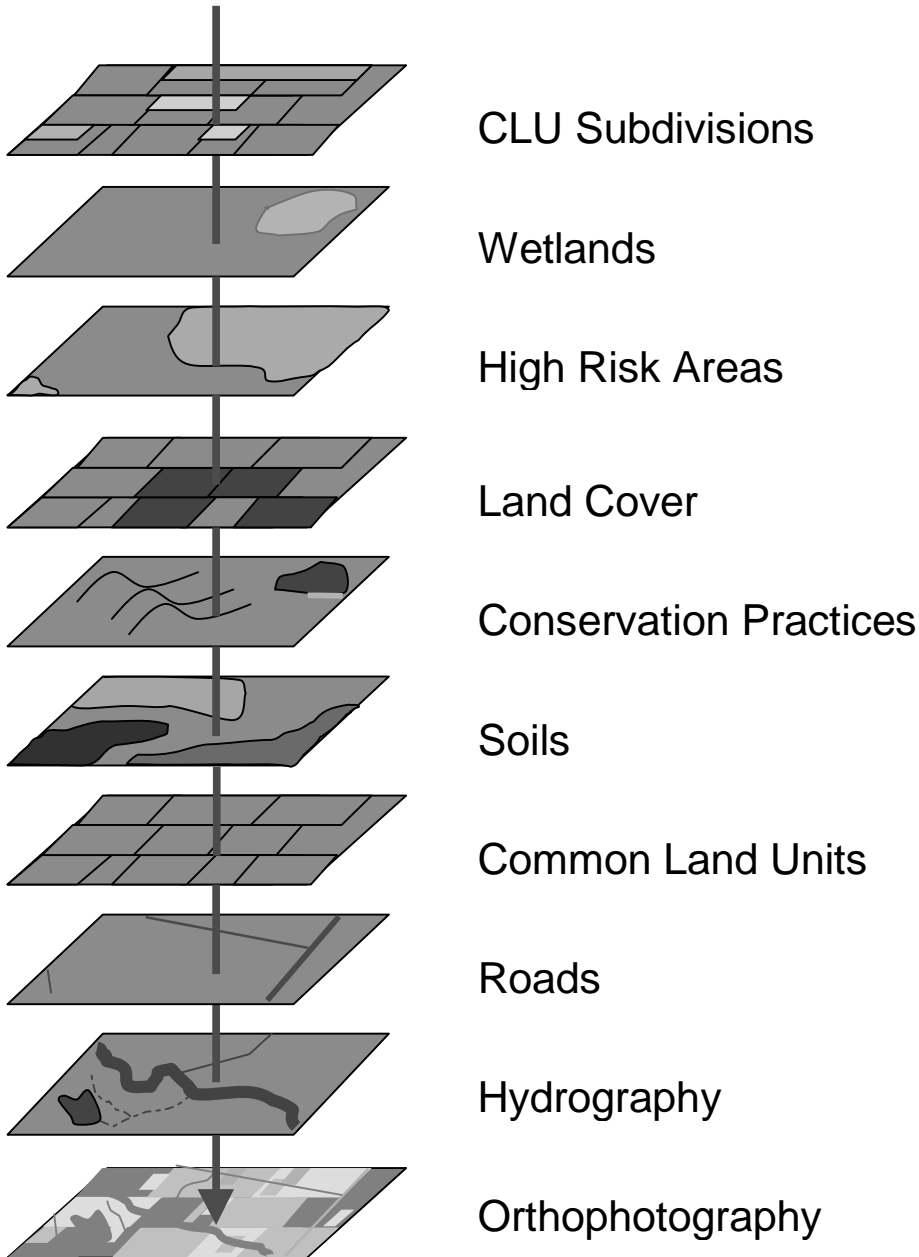 CLU Subdivisions
Wetlands
High Risk Areas
Land Cover
Conservation Practices
Soils
Common Land Units
Roads
Hydrography
Orthophotography